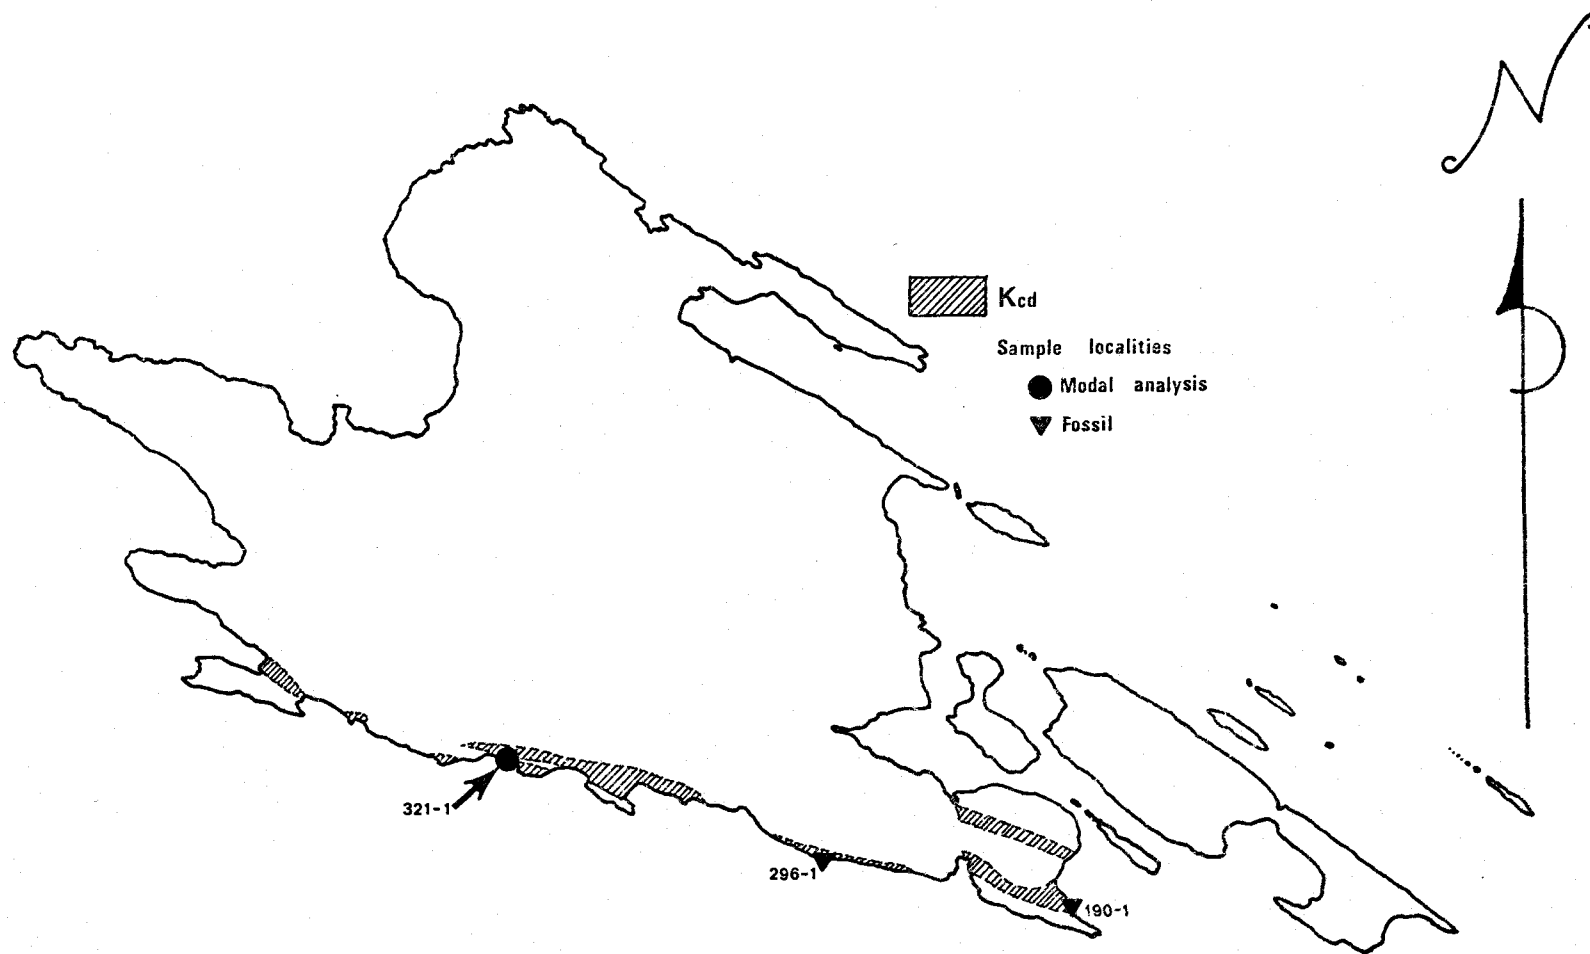 N
Kcd
Sample localities
Modal analysis
Fossil
321-1
296-1
190-1